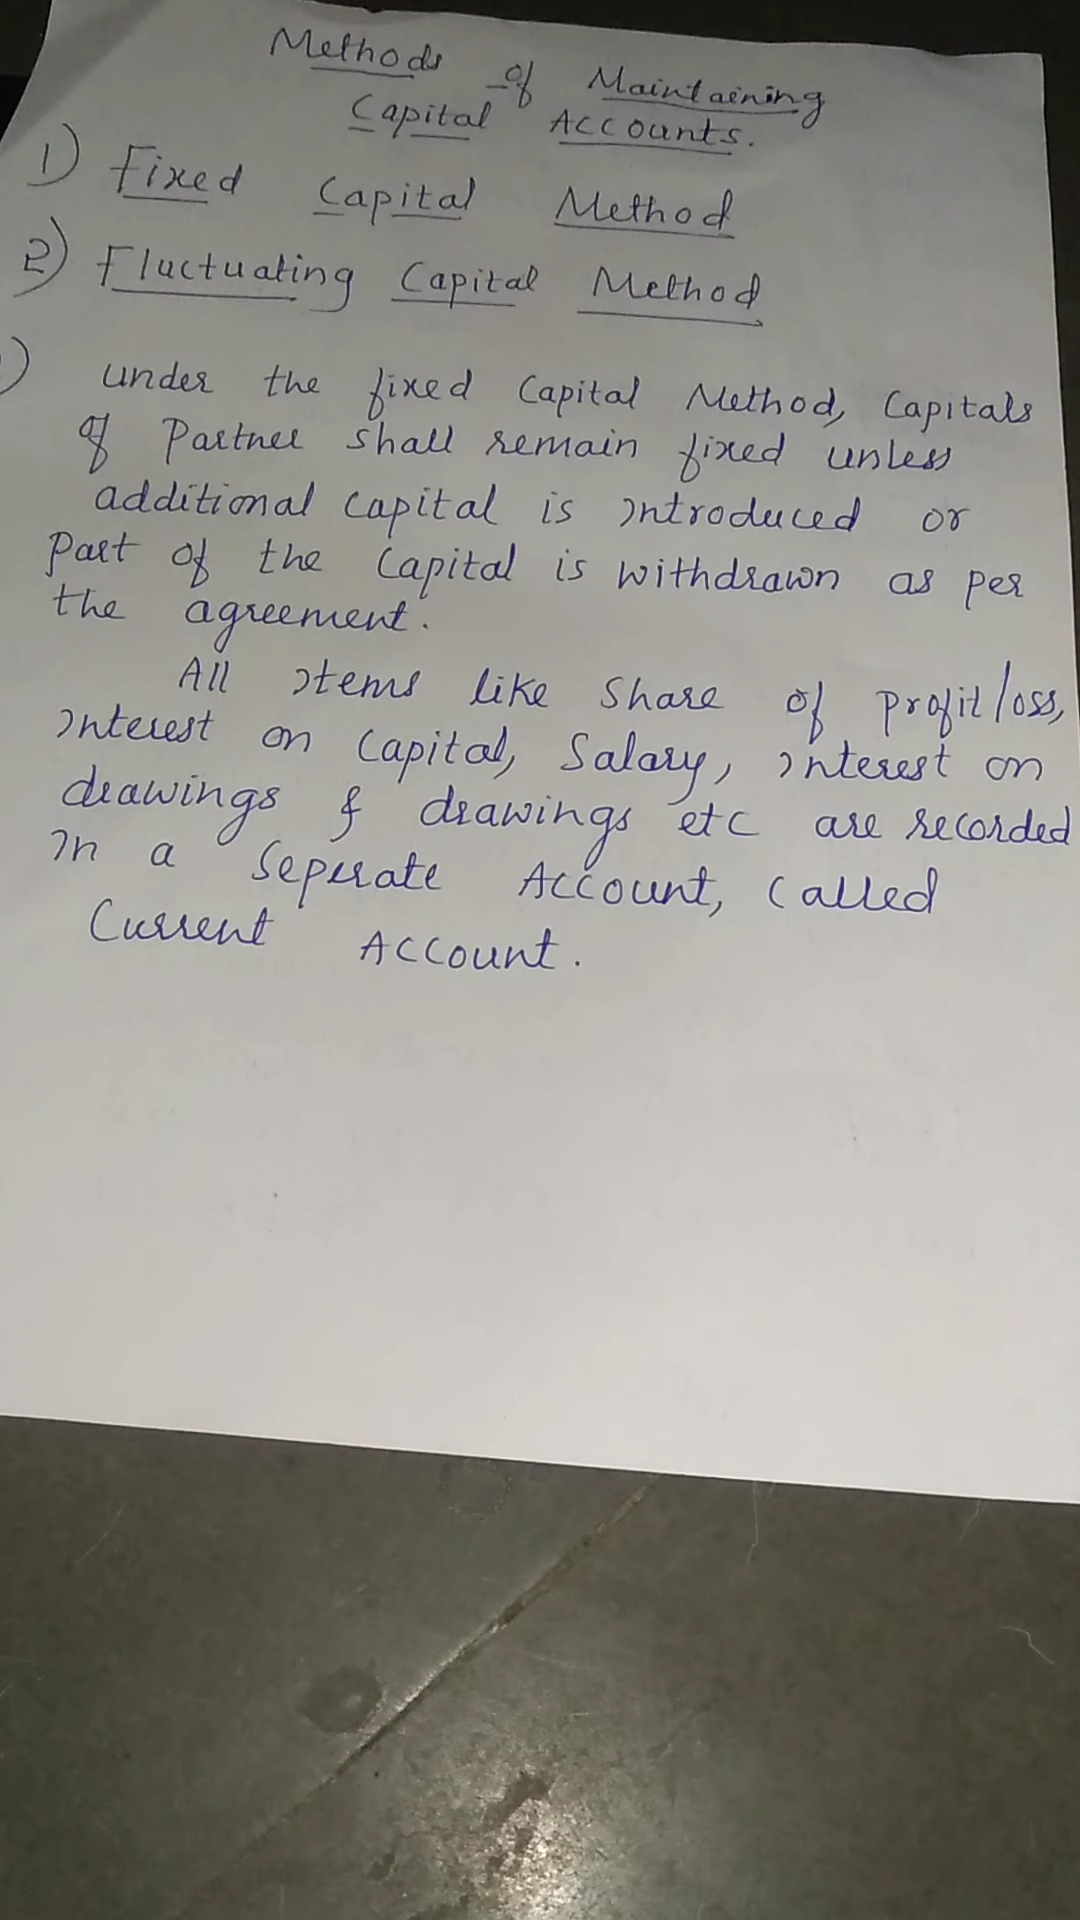 Methods of Maintaining
Capital Accounts.
1) Fixed Capital Method
2) Fluctuating Capital Method
) under the fixed Capital Method, Capitals
of Partner shall remain fixed unless
additional capital is introduced or
Part of the Capital is withdrawn as per
the agreement.
All items like Share of profit/loss,
interest on Capital, Salary, interest on
drawings & drawings etc are recorded
in a Seperate Account, Called
Current Account.